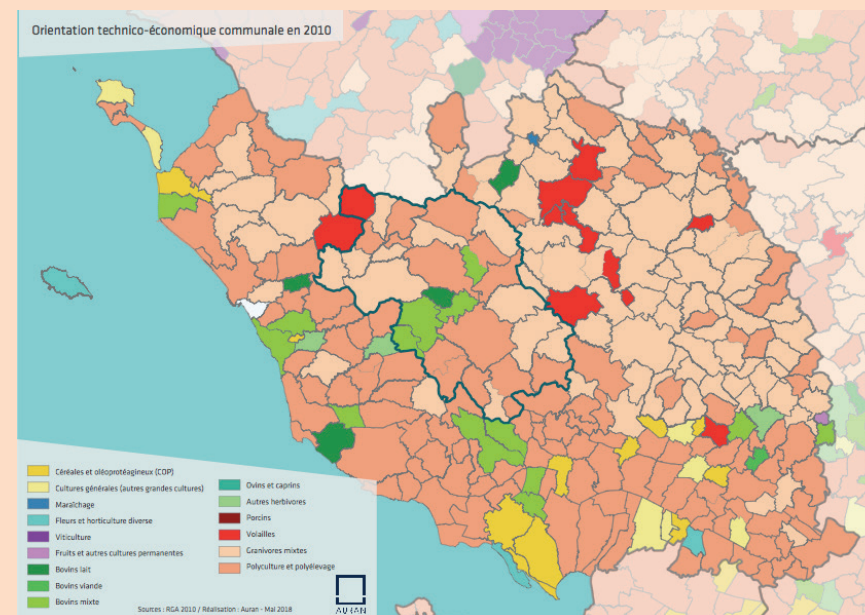 Orientation technico-économique communale en 2010
Céréales et oléoprotéagineux (COP)
Cultures générales (autres grandes cultures)
Maraîchage
Fleurs et horticulture diverse
Viticulture
Fruits et autres cultures permanentes
Bovins lait
Bovins viande
Bovins mixte
Ovins et caprins
Autres herbivores
Porcins
Volailles
Granivores mixtes
Polyculture et polyélevage
Sources : RGA 2010 / Réalisation : Auran - Mai 2018
AURAN